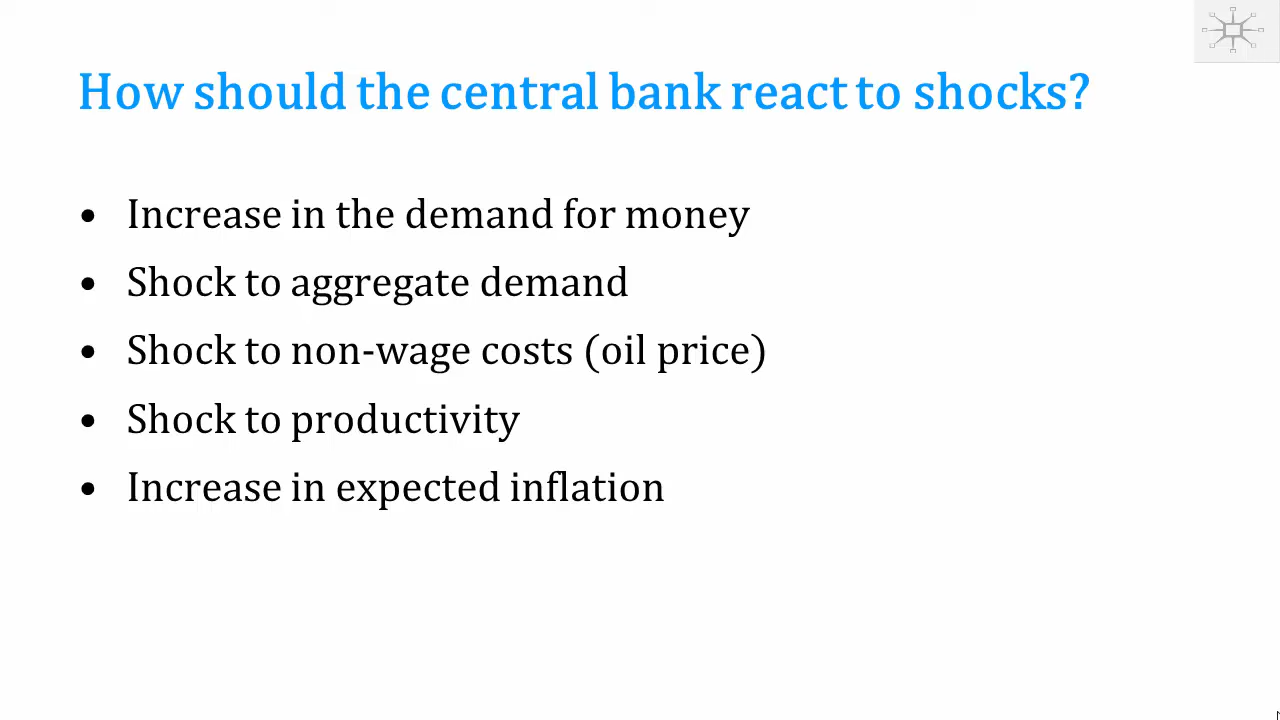 How should the central bank react to shocks?
• Increase in the demand for money
• Shock to aggregate demand
• Shock to non-wage costs (oil price)
• Shock to productivity
• Increase in expected inflation